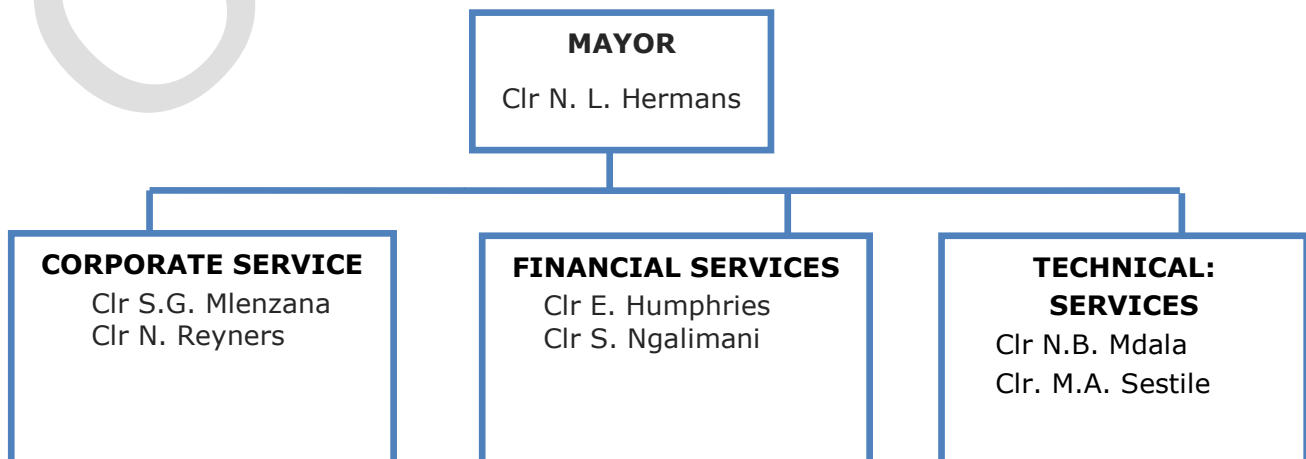 MAYOR
Clr N. L. Hermans
CORPORATE SERVICE
Clr S.G. Mlenzana
Clr N. Reyners
FINANCIAL SERVICES
Clr E. Humphries
Clr S. Ngalimani
TECHNICAL:
SERVICES
Clr N.B. Mdala
Clr. M.A. Sestile